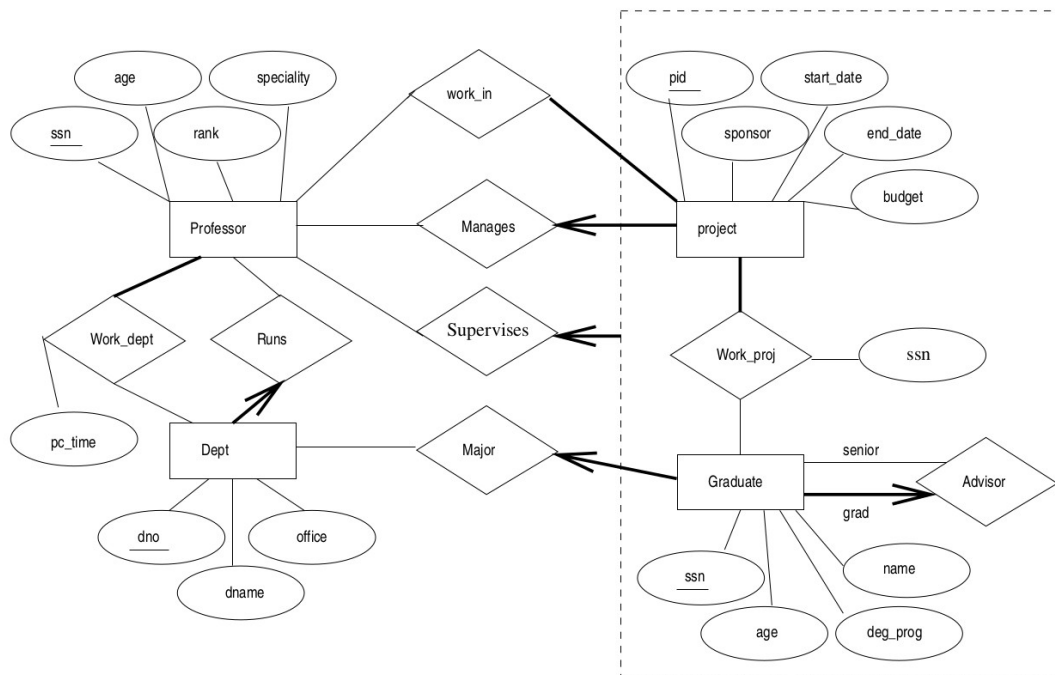 age
speciality
work_in
pid
start_date
ssn
rank
sponsor
end_date
budget
Professor
Manages
project
Work_dept
Runs
Supervises
Work_proj
ssn
pc_time
Dept
Major
senior
Graduate
Advisor
grad
dno
office
dname
ssn
name
age
deg_prog